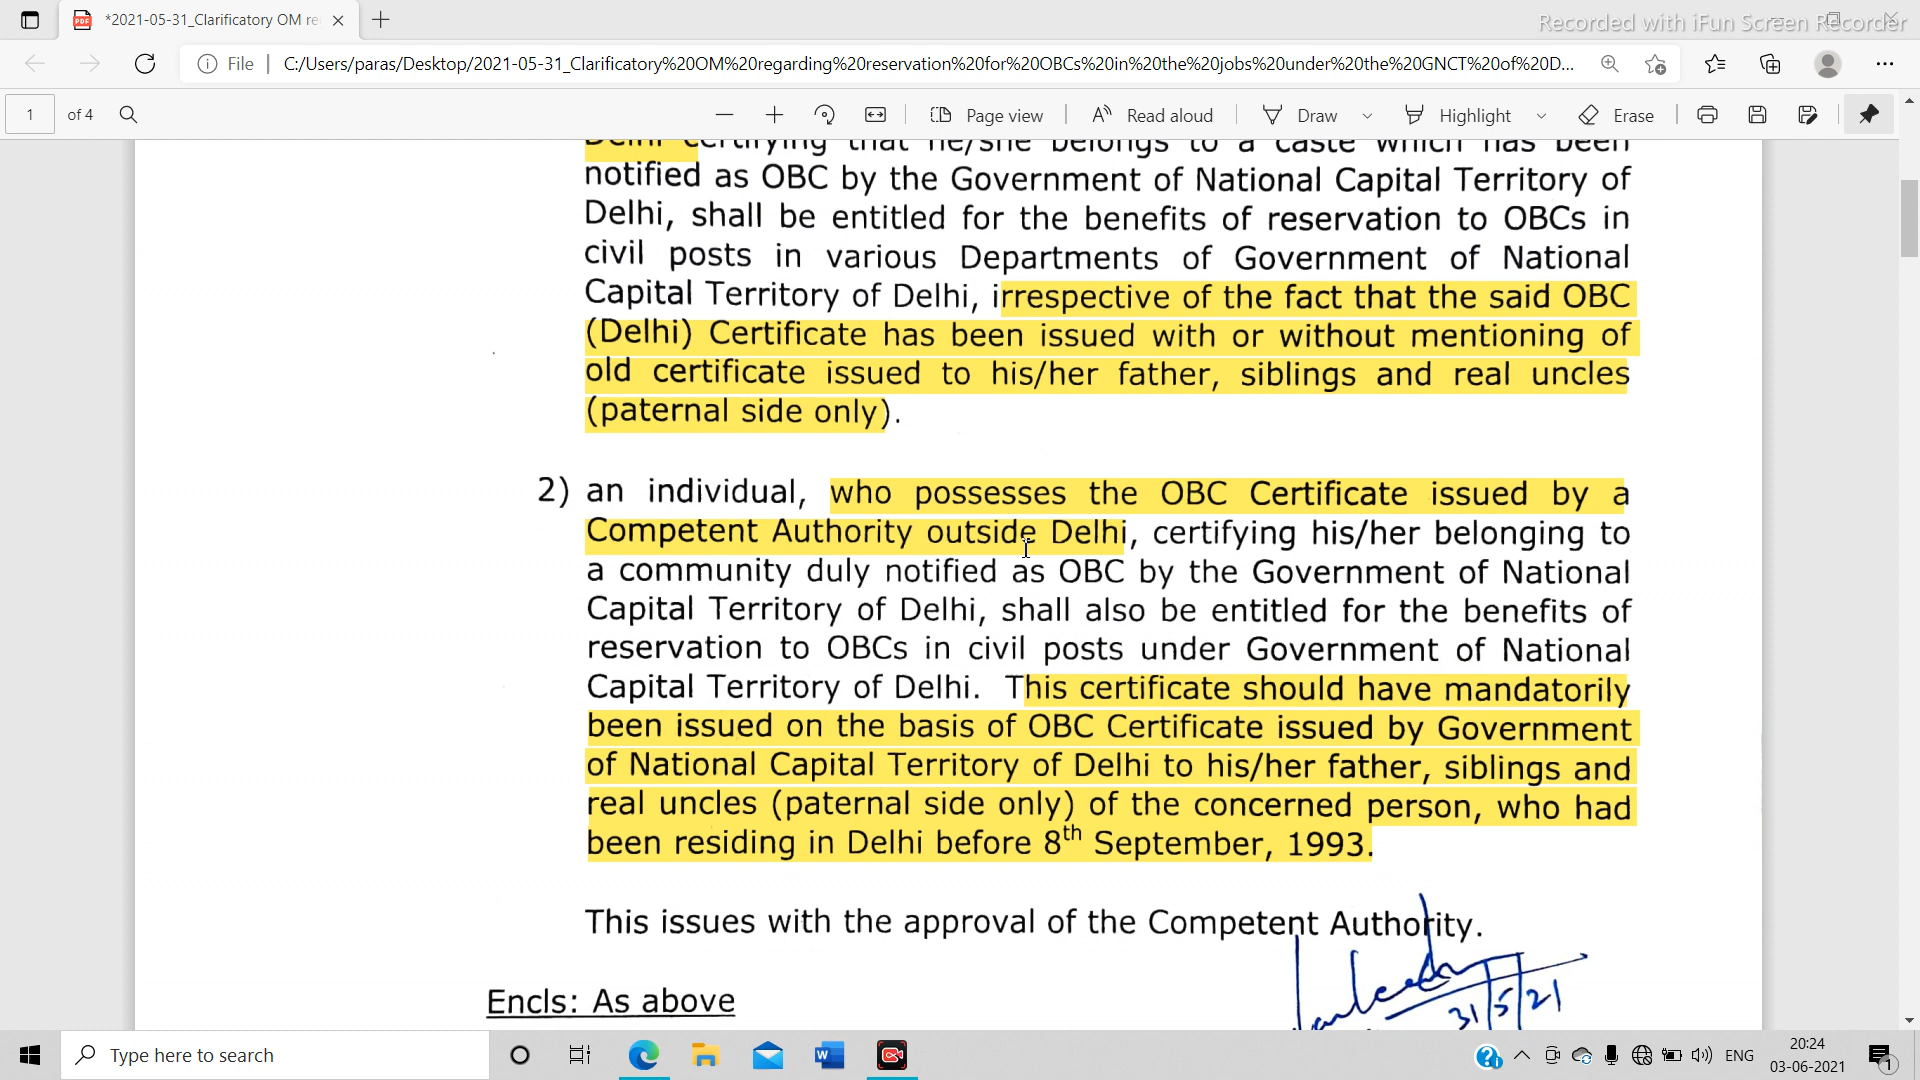 *2021-05-31_Clarificatory OM re
Recorded with iFun Screen Recorder
File
C:/Users/paras/Desktop/2021-05-31_Clarificatory%20OM%20regarding%20reservation%20for%20OBCs%20in%20the%20jobs%20under%20the%20GNCT%20of%20D...
1 of 4
Page view
Read aloud
Draw
Highlight
Erase
Delhi certifying that he/she belongs to a caste which has been
notified as OBC by the Government of National Capital Territory of
Delhi, shall be entitled for the benefits of reservation to OBCs in
civil posts in various Departments of Government of National
Capital Territory of Delhi, irrespective of the fact that the said OBC
(Delhi) Certificate has been issued with or without mentioning of
old certificate issued to his/her father, siblings and real uncles
(paternal side only).
2) an individual, who possesses the OBC Certificate issued by a
Competent Authority outside Delhi, certifying his/her belonging to
a community duly notified as OBC by the Government of National
Capital Territory of Delhi, shall also be entitled for the benefits of
reservation to OBCs in civil posts under Government of National
Capital Territory of Delhi. This certificate should have mandatorily
been issued on the basis of OBC Certificate issued by Government
of National Capital Territory of Delhi to his/her father, siblings and
real uncles (paternal side only) of the concerned person, who had
been residing in Delhi before 8th September, 1993.
This issues with the approval of the Competent Authority.
Encls: As above
31/5/21
Type here to search
ENG
20:24
03-06-2021
1